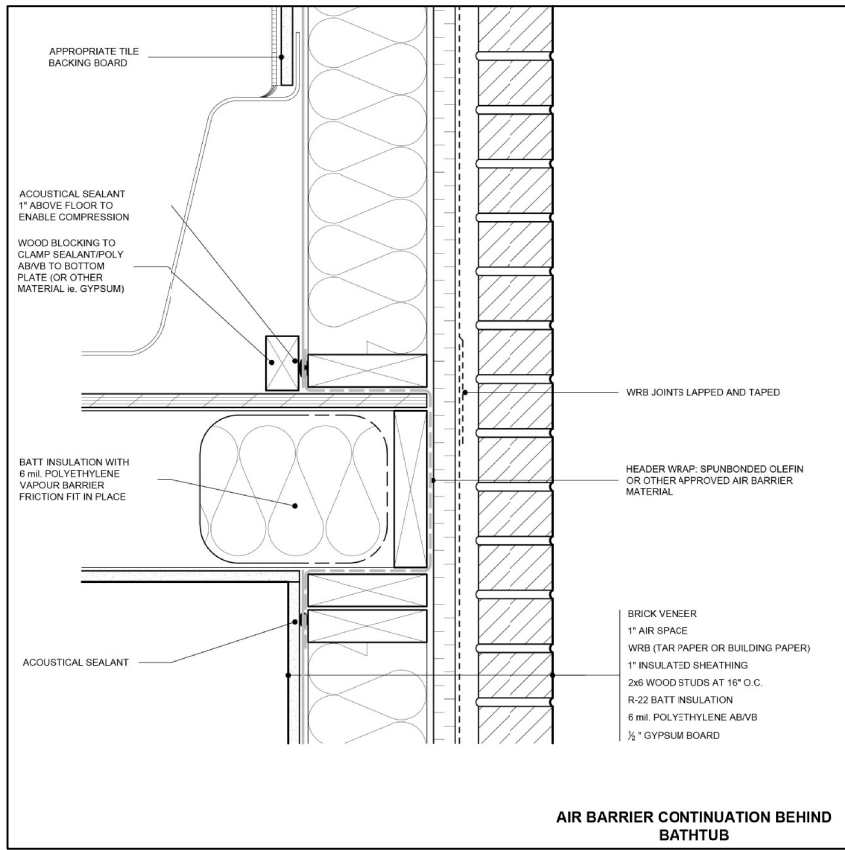 APPROPRIATE TILE
BACKING BOARD
ACOUSTICAL SEALANT
1" ABOVE FLOOR TO
ENABLE COMPRESSION
WOOD BLOCKING TO
CLAMP SEALANT/POLY
AB/VB TO BOTTOM
PLATE (OR OTHER
MATERIAL ie. GYPSUM)
WRB JOINTS LAPPED AND TAPED
BATT INSULATION WITH
6 mil. POLYETHYLENE
VAPOUR BARRIER
FRICTION FIT IN PLACE
HEADER WRAP: SPUNBONDED OLEFIN
OR OTHER APPROVED AIR BARRIER
MATERIAL
ACOUSTICAL SEALANT
BRICK VENEER
1" AIR SPACE
WRB (TAR PAPER OR BUILDING PAPER)
1" INSULATED SHEATHING
2x6 WOOD STUDS AT 16" O.C.
R-22 BATT INSULATION
6 mil. POLYETHYLENE AB/VB
½" GYPSUM BOARD
AIR BARRIER CONTINUATION BEHIND
BATHTUB